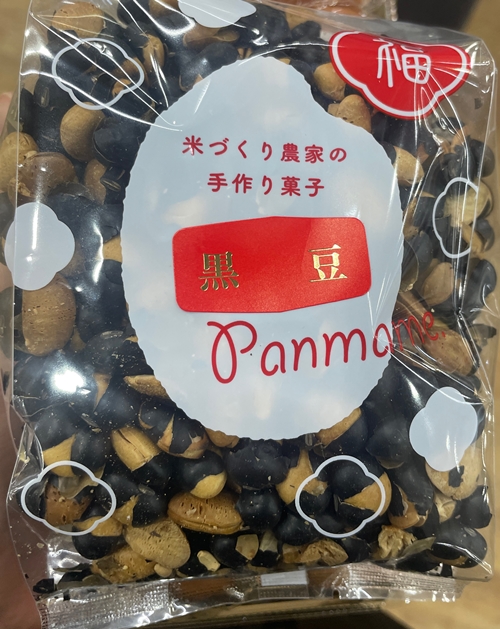 福
米づくり農家の
手作り菓子
黒豆
Panmame